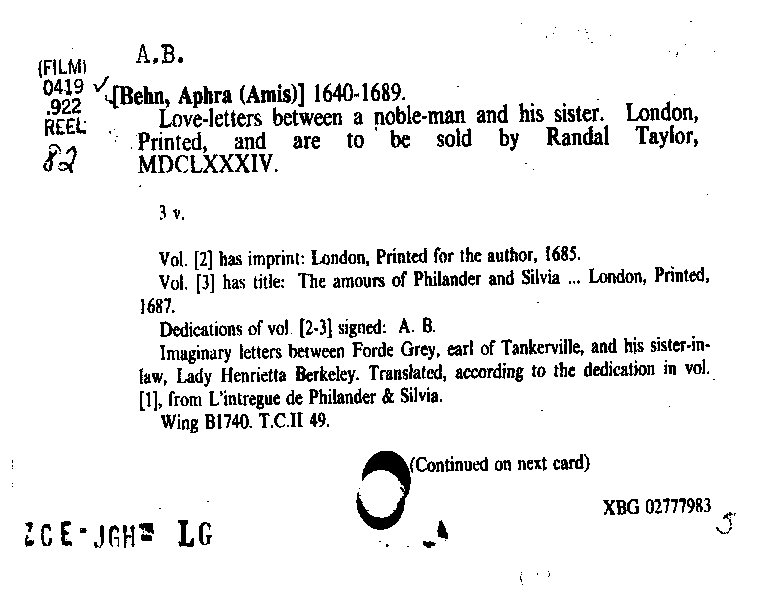 A.B.
(FILM)
0419
.922
REEL
82
[Behn, Aphra (Amis)] 1640-1689.
Love-letters between a noble-man and his sister. London,
Printed, and are to be sold by Randal Taylor,
MDCLXXXIV.
3 v.
Vol. [2] has imprint: London, Printed for the author, 1685.
Vol. [3] has title: The amours of Philander and Silvia ... London, Printed,
1687.
Dedications of vol [2-3] signed: A. B.
Imaginary letters between Forde Grey, earl of Tankerville, and his sister-in-
law, Lady Henrietta Berkeley. Translated, according to the dedication in vol.
[1], from L'intregue de Philander & Silvia.
Wing B1740. T.C.II 49.
(Continued on next card)
XBG 02777983
LG